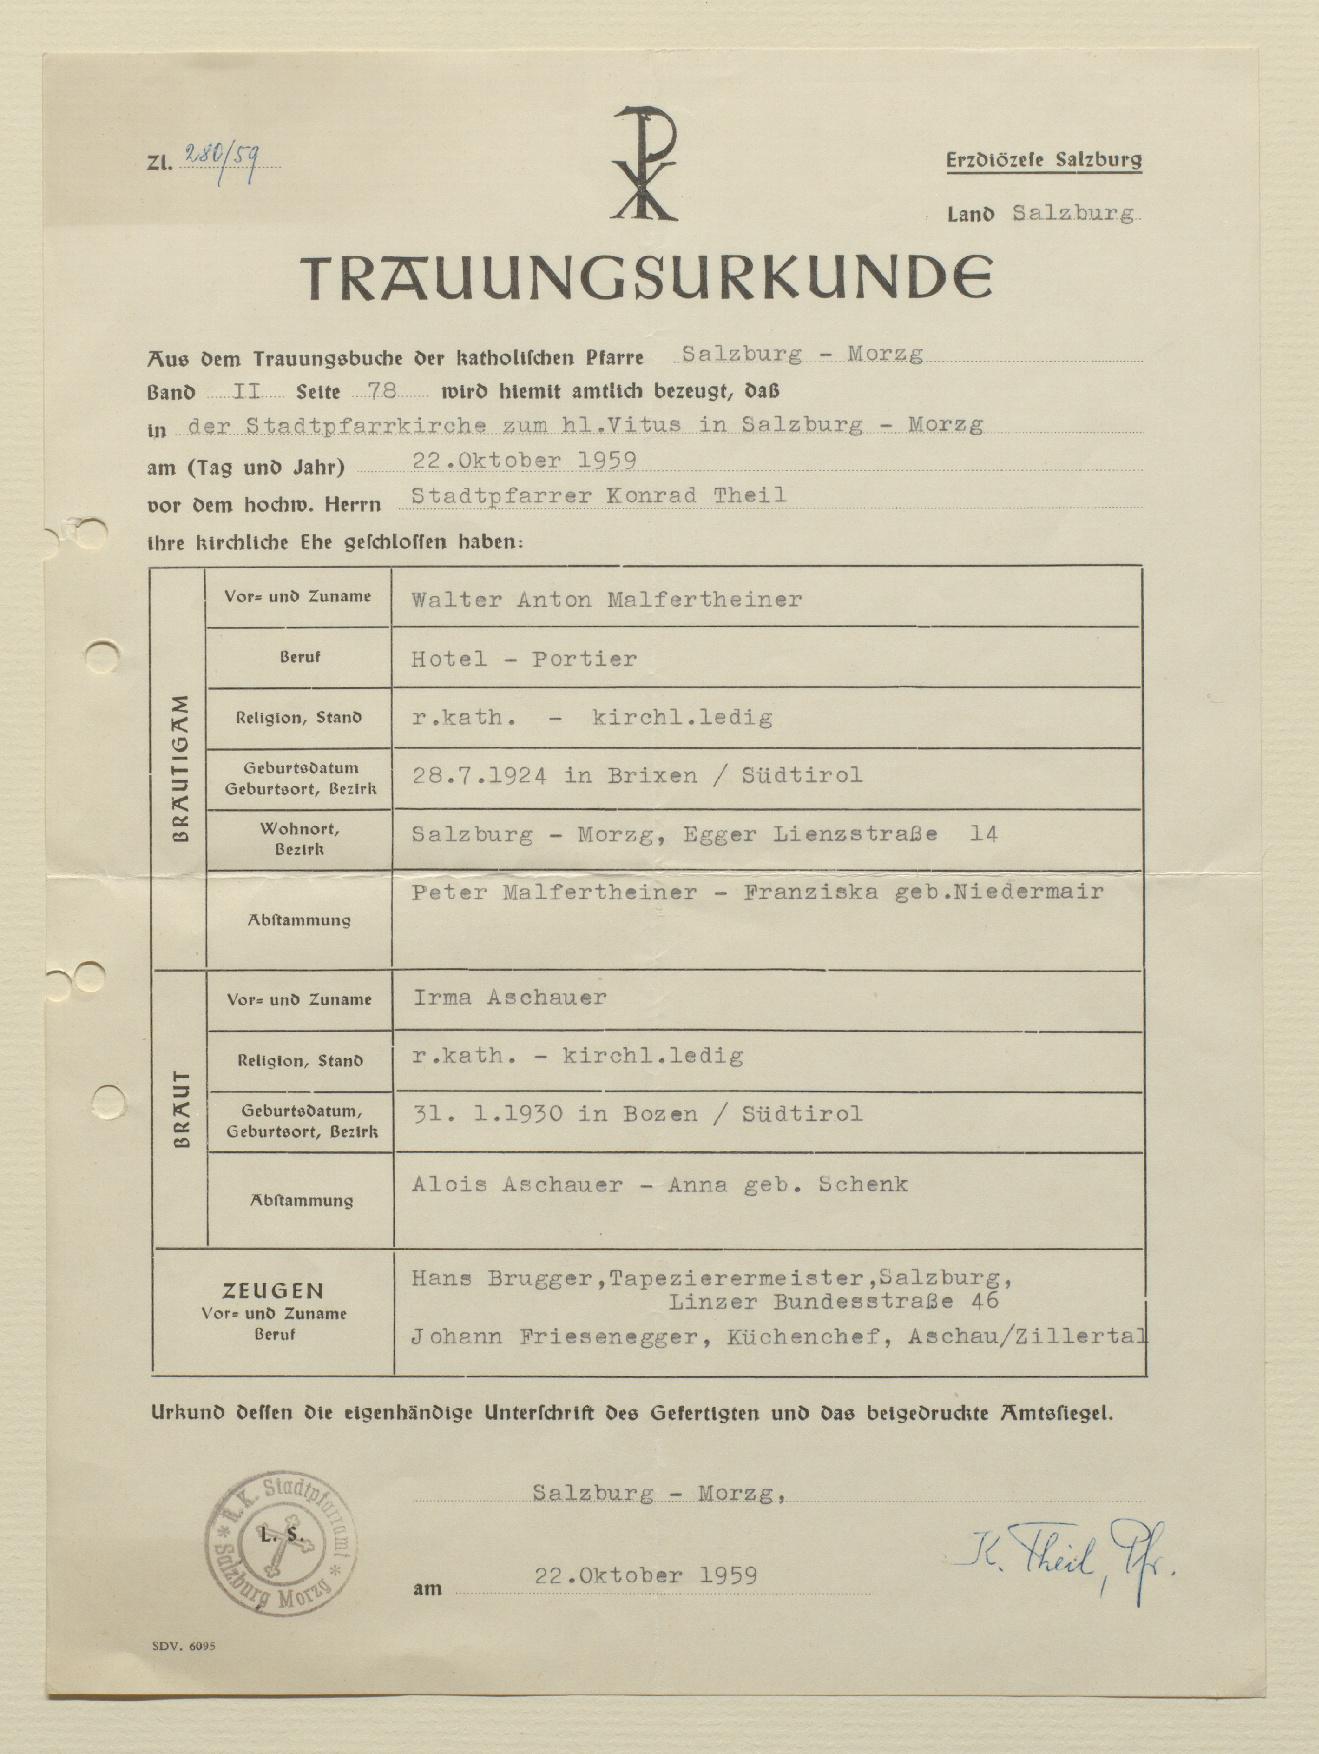 Zl. 280/59
Erzdiözese Salzburg
Land Salzburg
TRAUUNGSURKUNDE
Aus dem Trauungsbuche der katholischen Pfarre Salzburg - Morzg
Band II Seite 78 wird hiemit amtlich bezeugt, daß
in der Stadtpfarrkirche zum hl.Vitus in Salzburg - Morzg
am (Tag und Jahr) 22.Oktober 1959
vor dem hochw. Herrn Stadtpfarrer Konrad Theil
ihre kirchliche Ehe geschlossen haben:
BRAUTIGAM
Vor= und Zuname Walter Anton Malfertheiner
Beruf Hotel - Portier
Religion, Stand r.kath. - kirchl.ledig
Geburtsdatum
Geburtsort, Bezirk 28.7.1924 in Brixen / Südtirol
Wohnort,
Bezirk Salzburg - Morzg, Egger Lienzstraße 14
Abstammung Peter Malfertheiner - Franziska geb.Niedermair
BRAUT
Vor= und Zuname Irma Aschauer
Religion, Stand r.kath. - kirchl.ledig
Geburtsdatum,
Geburtsort, Bezirk 31. 1.1930 in Bozen / Südtirol
Abstammung Alois Aschauer - Anna geb. Schenk
ZEUGEN
Vor= und Zuname
Beruf
Hans Brugger,Tapezierermeister,Salzburg,
Linzer Bundesstraße 46
Johann Friesenegger, Küchenchef, Aschau/Zillertal
Urkund dessen die eigenhändige Unterschrift des Gefertigten und das beigedruckte Amtssiegel.
Salzburg - Morzg,
R.K. Stadtpfarramt * Salzburg Morzg *
L. S.
K. Theil, Pfr.
am 22.Oktober 1959
SDV. 6095